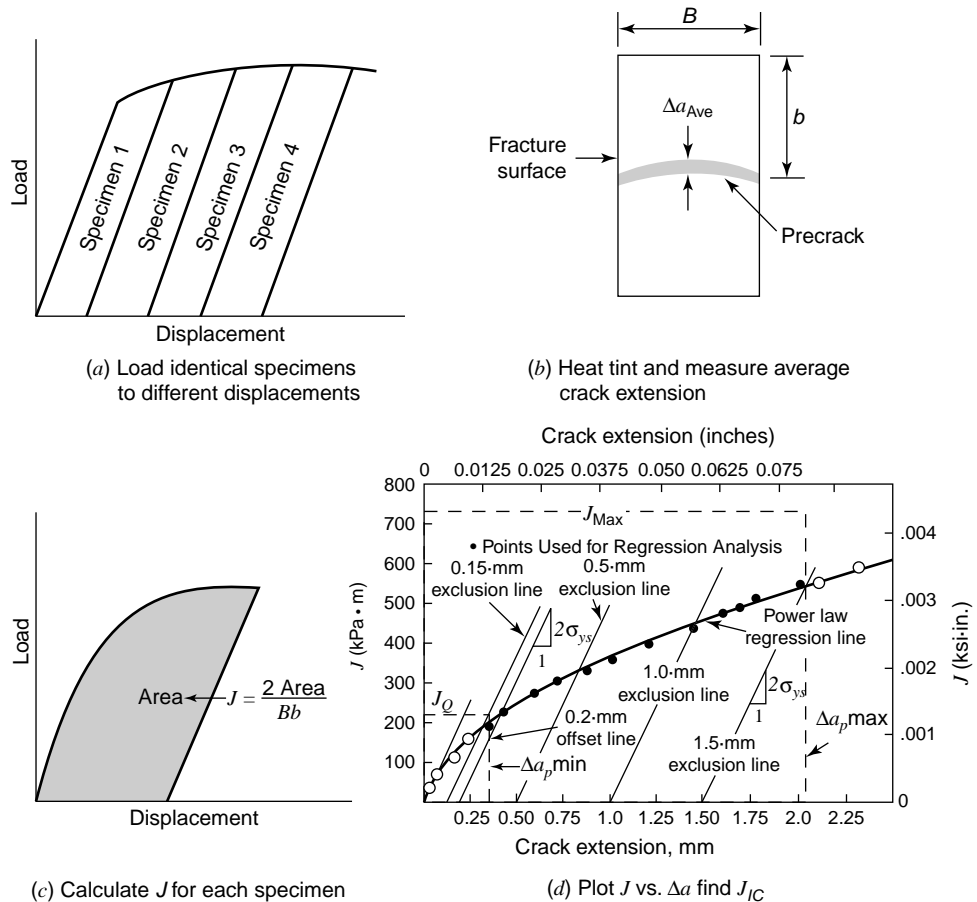 Load
Specimen 1
Specimen 2
Specimen 3
Specimen 4
Displacement
(a) Load identical specimens
to different displacements
B
Δa_Ave
b
Fracture
surface
Precrack
(b) Heat tint and measure average
crack extension
Load
Area
J = 2 Area / Bb
Displacement
(c) Calculate J for each specimen
Crack extension (inches)
0 0.0125 0.025 0.0375 0.050 0.0625 0.075
800
700
600
500
400
300
200
100
J (kPa • m)
J_Max
• Points Used for Regression Analysis
0.15·mm
exclusion line
0.5·mm
exclusion line
2σ_ys
1
Power law
regression line
1.0·mm
exclusion line
2σ_ys
1
J_Q
0.2·mm
offset line
Δa_p min
1.5·mm
exclusion line
Δa_p max
.004
.003
.002
.001
0
J (ksi·in.)
0.25 0.50 0.75 1.00 1.25 1.50 1.75 2.0 2.25
Crack extension, mm
(d) Plot J vs. Δa find J_IC